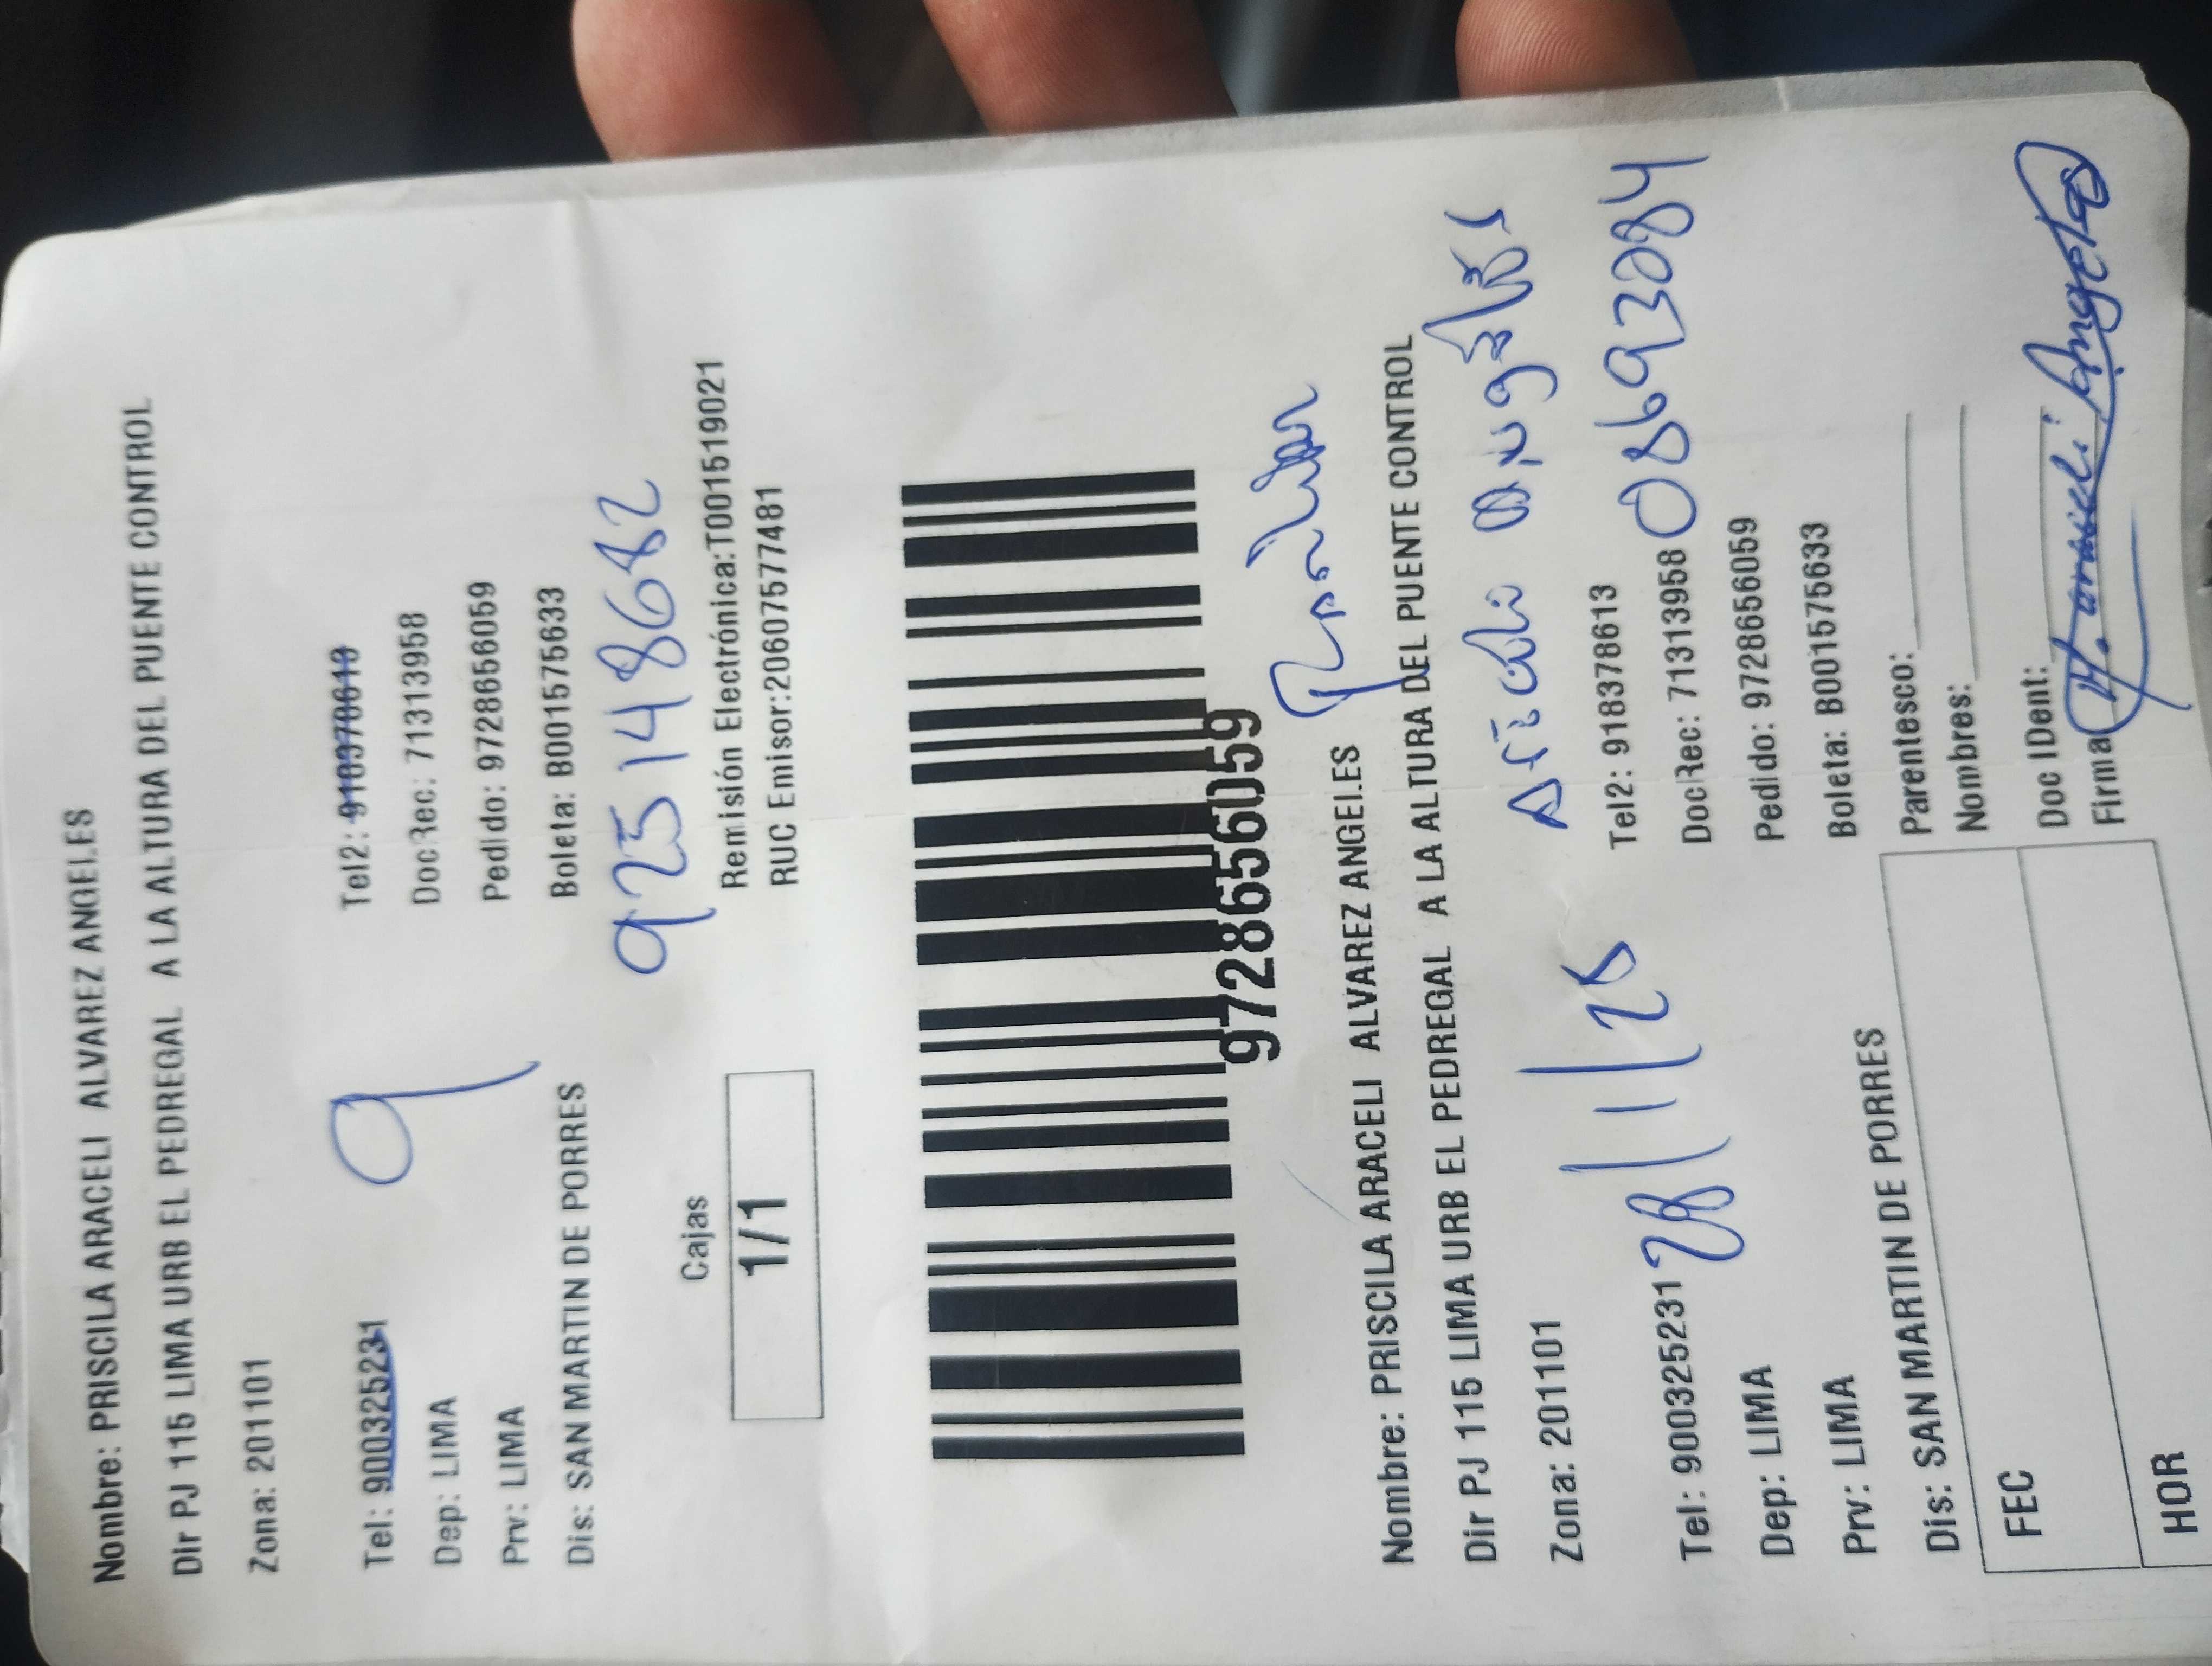 Nombre: PRISCILA ARACELI ALVAREZ ANGELES
Dir PJ 115 LIMA URB EL PEDREGAL A LA ALTURA DEL PUENTE CONTROL
Zona: 201101
Tel: 900325231 9 Tel2: 918378613
Dep: LIMA DocRec: 71313958
Prv: LIMA Pedido: 9728656059
Dis: SAN MARTIN DE PORRES Boleta: B001575633
925148682
Cajas Remisión Electrónica:T001519021
1/1 RUC Emisor:20607577481
9728656059
Nombre: PRISCILA ARACELI ALVAREZ ANGELES
Dir PJ 115 LIMA URB EL PEDREGAL A LA ALTURA DEL PUENTE CONTROL
Zona: 201101
Tel: 900325231 28/1/25 Tel2: 918378613
Dep: LIMA DocRec: 71313958 08693084
Prv: LIMA Pedido: 9728656059
Dis: SAN MARTIN DE PORRES Boleta: B001575633
Parentesco:
Nombres:
FEC Doc IDent:
Firma
HOR